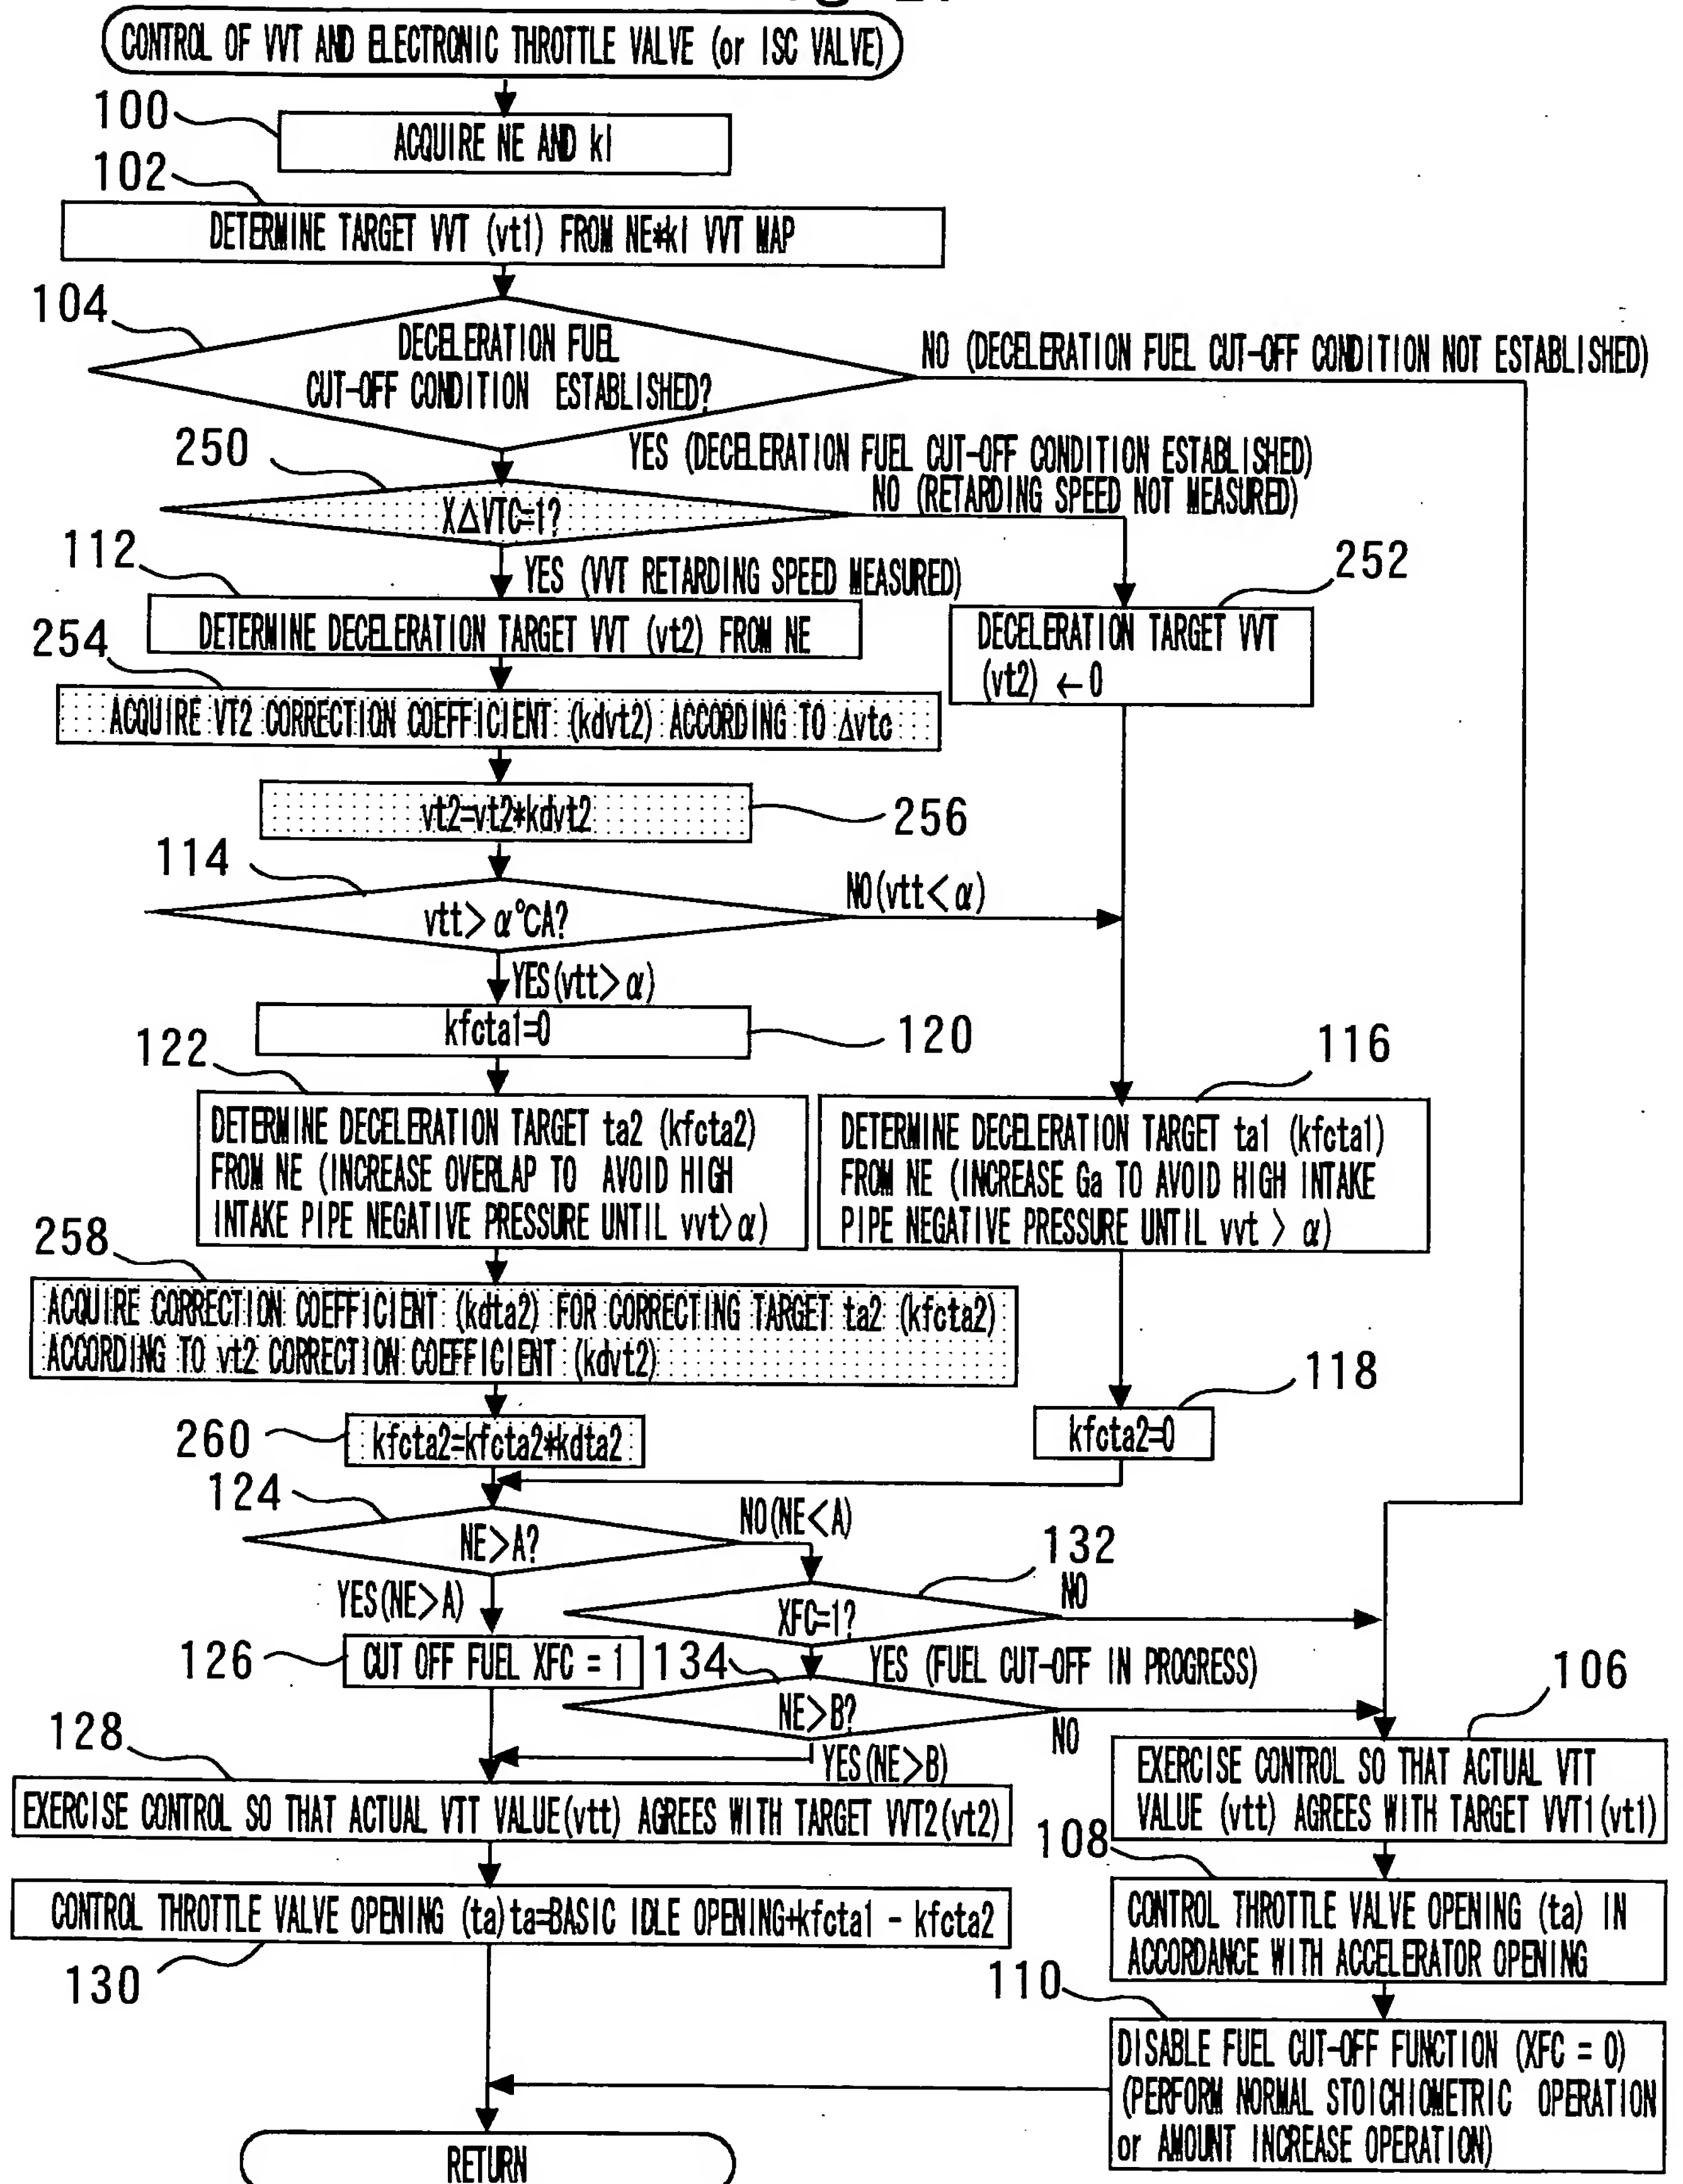 CONTROL OF VVT AND ELECTRONIC THROTTLE VALVE (or ISC VALVE)
100
ACQUIRE NE AND kl
102
DETERMINE TARGET VVT (vt1) FROM NE*kl VVT MAP
104
DECELERATION FUEL
CUT-OFF CONDITION ESTABLISHED?
NO (DECELERATION FUEL CUT-OFF CONDITION NOT ESTABLISHED)
YES (DECELERATION FUEL CUT-OFF CONDITION ESTABLISHED)
250
X△VTC=1?
NO (RETARDING SPEED NOT MEASURED)
YES (VVT RETARDING SPEED MEASURED)
112
DETERMINE DECELERATION TARGET VVT (vt2) FROM NE
252
DECELERATION TARGET VVT
(vt2) ←0
254
ACQUIRE VT2 CORRECTION COEFFICIENT (kdvt2) ACCORDING TO △vtc
vt2=vt2*kdvt2
256
114
vtt>α°CA?
NO(vtt<α)
YES(vtt>α)
kfcta1=0
120
122
DETERMINE DECELERATION TARGET ta2 (kfcta2)
FROM NE (INCREASE OVERLAP TO AVOID HIGH
INTAKE PIPE NEGATIVE PRESSURE UNTIL vvt>α)
116
DETERMINE DECELERATION TARGET ta1 (kfcta1)
FROM NE (INCREASE Ga TO AVOID HIGH INTAKE
PIPE NEGATIVE PRESSURE UNTIL vvt > α)
258
ACQUIRE CORRECTION COEFFICIENT (kdta2) FOR CORRECTING TARGET ta2 (kfcta2)
ACCORDING TO vt2 CORRECTION COEFFICIENT (kdvt2)
118
kfcta2=0
260
kfcta2=kfcta2*kdta2
124
NE>A?
NO(NE<A)
YES(NE>A)
132
XFC=1?
NO
YES (FUEL CUT-OFF IN PROGRESS)
126
CUT OFF FUEL XFC = 1
134
NE>B?
NO
YES(NE>B)
128
EXERCISE CONTROL SO THAT ACTUAL VTT VALUE(vtt) AGREES WITH TARGET VVT2(vt2)
106
EXERCISE CONTROL SO THAT ACTUAL VTT
VALUE (vtt) AGREES WITH TARGET VVT1(vt1)
CONTROL THROTTLE VALVE OPENING (ta)ta=BASIC IDLE OPENING+kfcta1 - kfcta2
130
108
CONTROL THROTTLE VALVE OPENING (ta) IN
ACCORDANCE WITH ACCELERATOR OPENING
110
DISABLE FUEL CUT-OFF FUNCTION (XFC = 0)
(PERFORM NORMAL STOICHIOMETRIC OPERATION
or AMOUNT INCREASE OPERATION)
RETURN